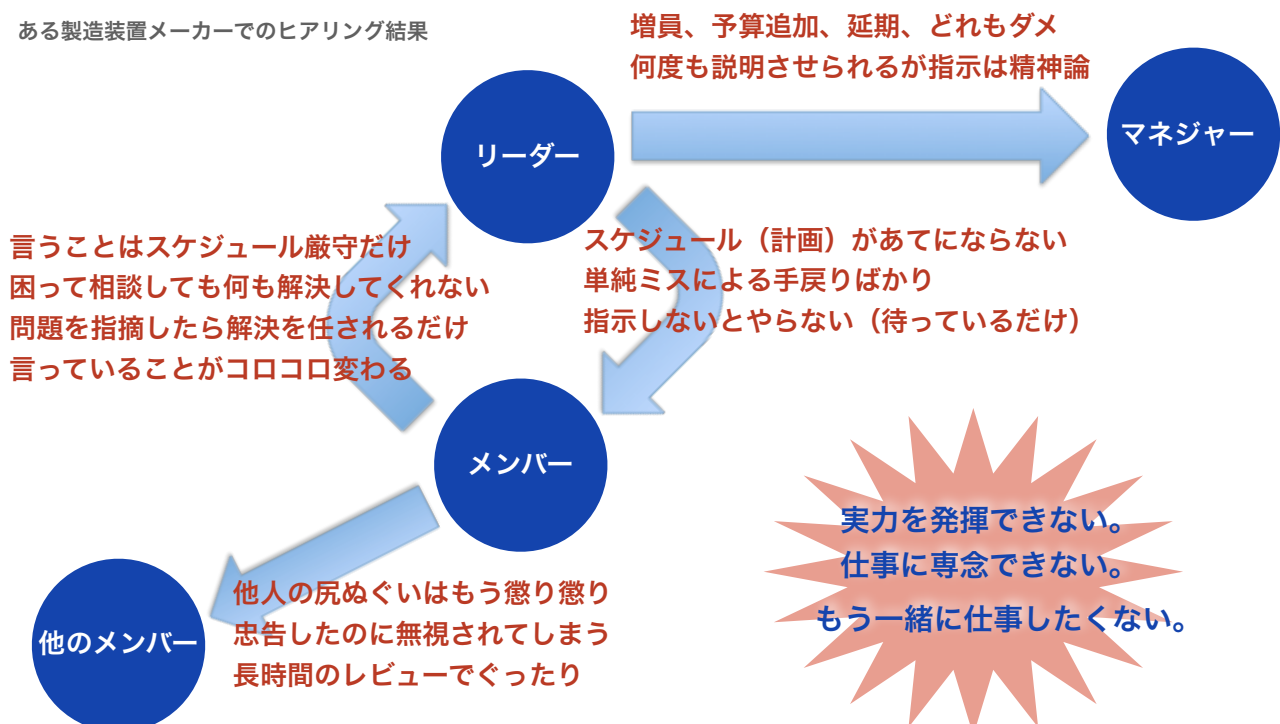 ある製造装置メーカーでのヒアリング結果
増員、予算追加、延期、どれもダメ
何度も説明させられるが指示は精神論
リーダー
マネジャー
言うことはスケジュール厳守だけ
困って相談しても何も解決してくれない
問題を指摘したら解決を任されるだけ
言っていることがコロコロ変わる
スケジュール（計画）があてにならない
単純ミスによる手戻りばかり
指示しないとやらない（待っているだけ）
メンバー
他のメンバー
他人の尻ぬぐいはもう懲り懲り
忠告したのに無視されてしまう
長時間のレビューでぐったり
実力を発揮できない。
仕事に専念できない。
もう一緒に仕事したくない。